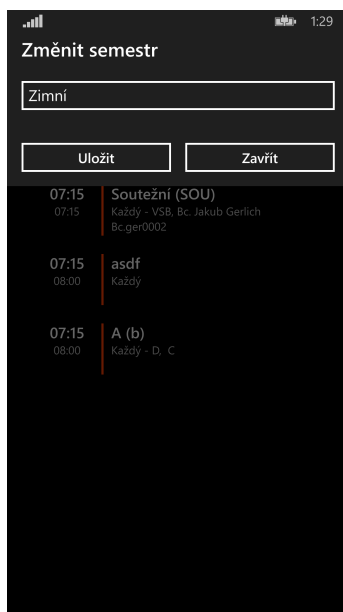 1:29
Změnit semestr
Zimní
Uložit Zavřít
07:15 Soutežní (SOU)
07:15 Každý - VSB, Bc. Jakub Gerlich
Bc.ger0002
07:15 asdf
08:00 Každý
07:15 A (b)
08:00 Každý - D, C